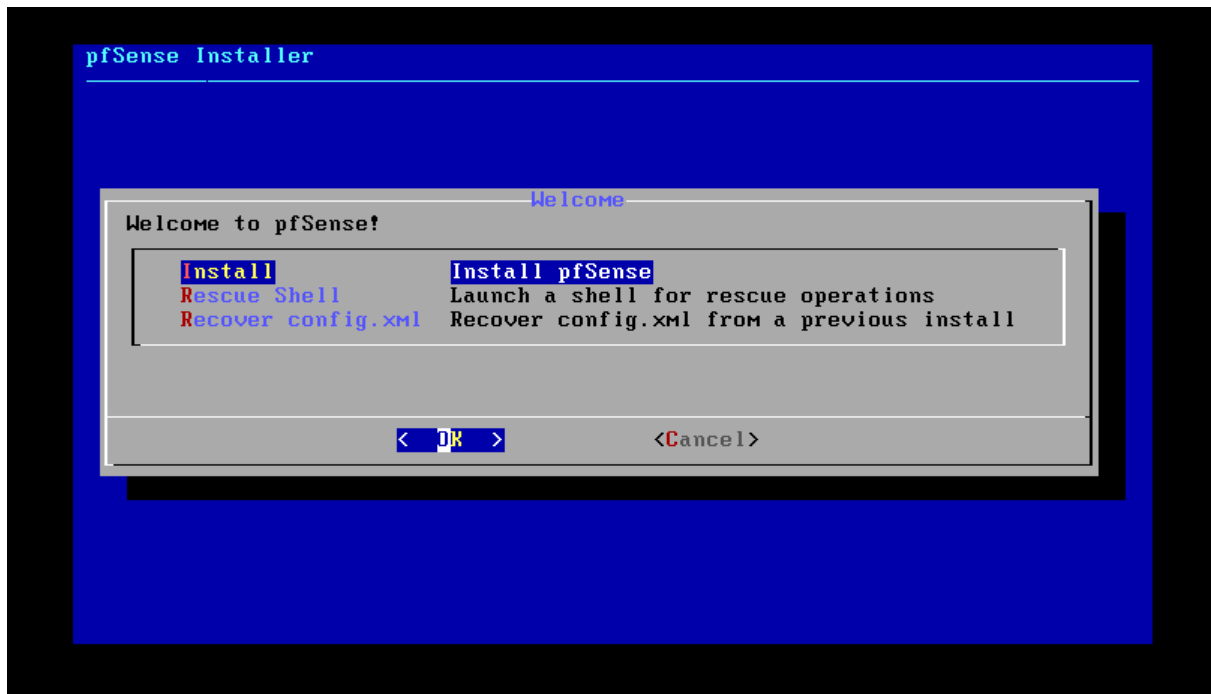 pfSense Installer
Welcome
Welcome to pfSense!
Install Install pfSense
Rescue Shell Launch a shell for rescue operations
Recover config.xml Recover config.xml from a previous install
< OK > <Cancel>